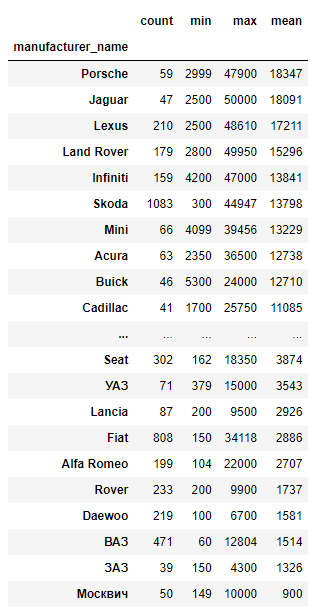 count min max mean
manufacturer_name
Porsche 59 2999 47900 18347
Jaguar 47 2500 50000 18091
Lexus 210 2500 48610 17211
Land Rover 179 2800 49950 15296
Infiniti 159 4200 47000 13841
Skoda 1083 300 44947 13798
Mini 66 4099 39456 13229
Acura 63 2350 36500 12738
Buick 46 5300 24000 12710
Cadillac 41 1700 25750 11085
... ... ... ... ...
Seat 302 162 18350 3874
УАЗ 71 379 15000 3543
Lancia 87 200 9500 2926
Fiat 808 150 34118 2886
Alfa Romeo 199 104 22000 2707
Rover 233 200 9900 1737
Daewoo 219 100 6700 1581
ВАЗ 471 60 12804 1514
ЗАЗ 39 150 4300 1326
Москвич 50 149 10000 900